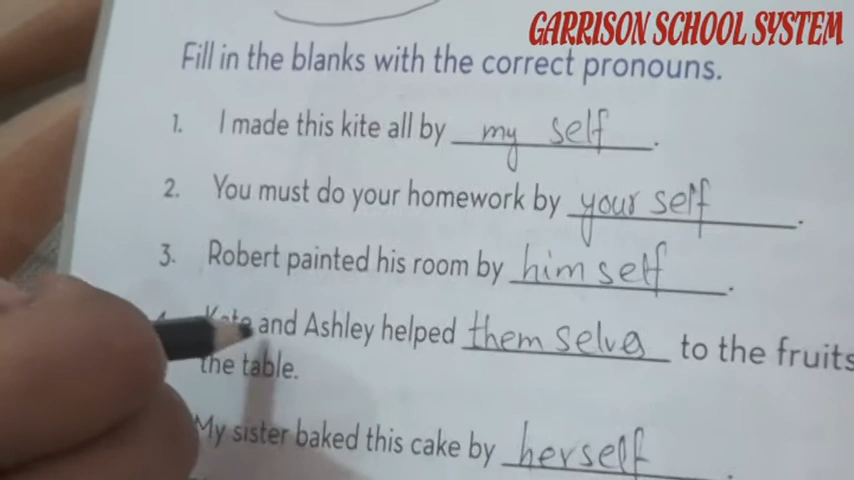 GARRISON SCHOOL SYSTEM
Fill in the blanks with the correct pronouns.
1. I made this kite all by my self.
2. You must do your homework by your self.
3. Robert painted his room by him self.
and Ashley helped them selves to the fruits
the table.
My sister baked this cake by herself.